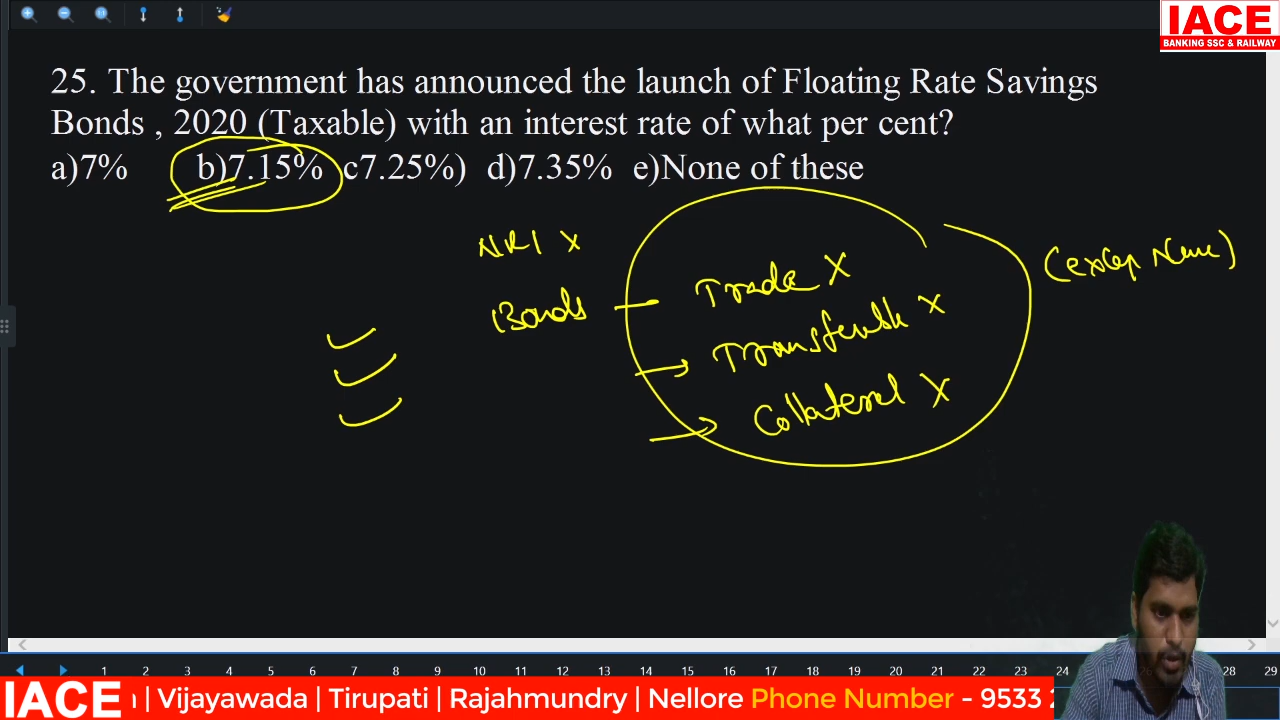 IACE
BANKING SSC & RAILWAY
25. The government has announced the launch of Floating Rate Savings
Bonds , 2020 (Taxable) with an interest rate of what per cent?
a)7% b)7.15% c7.25%) d)7.35% e)None of these
NRI X
Bonds Trade X
Transferable X
Collateral X
1 2 3 4 5 6 7 8 9 10 11 12 13 14 15 16 17 18 19 20 21 22 23 24 25 28 29
IACE | Vijayawada | Tirupati | Rajahmundry | Nellore Phone Number - 9533